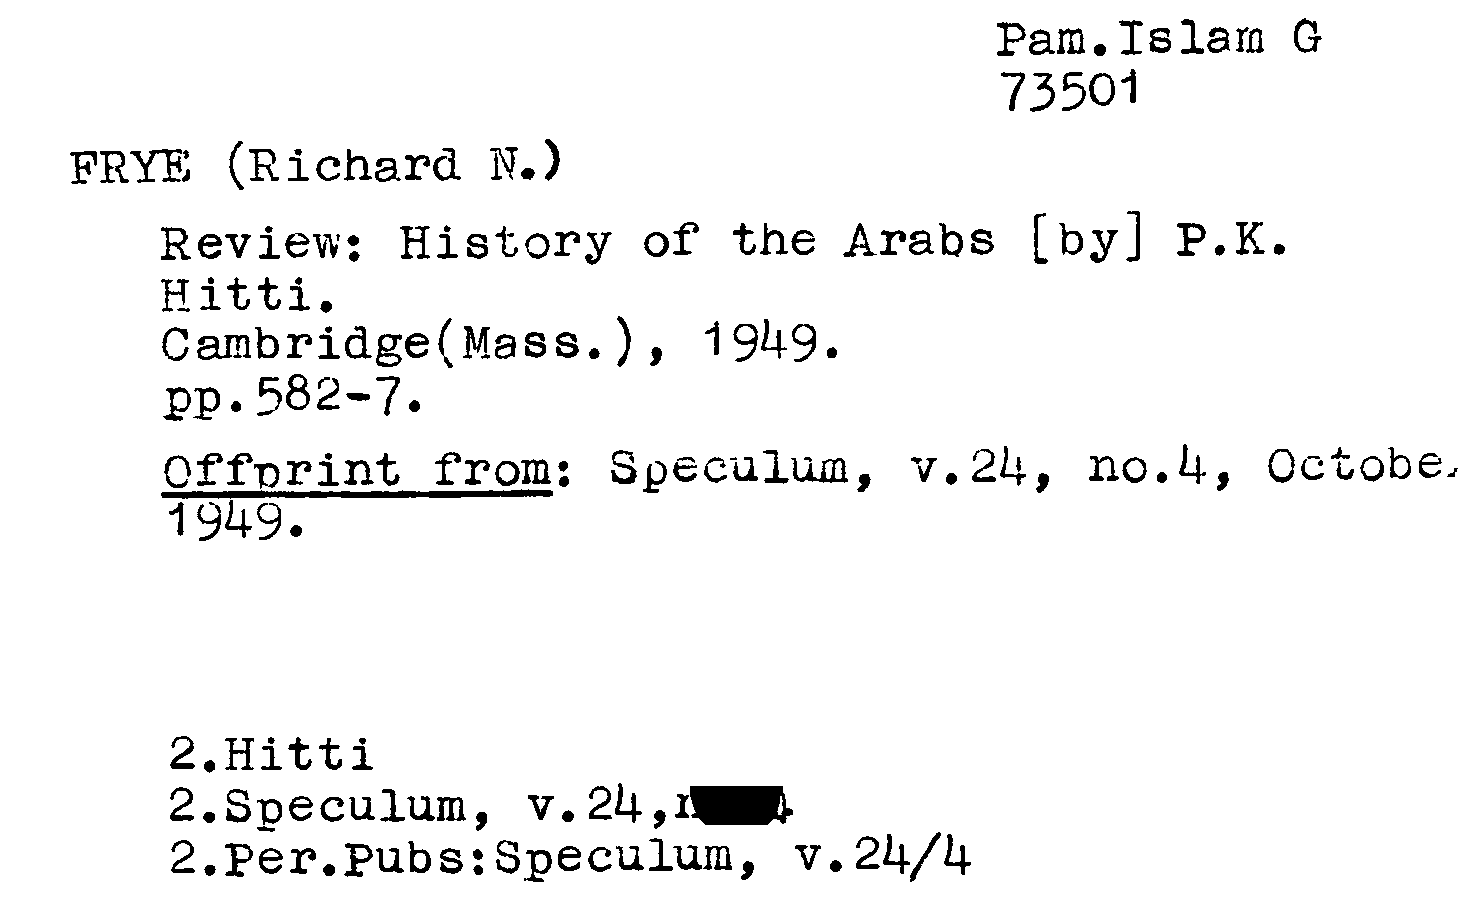 Pam.Islam G
73501
FRYE (Richard N.)
Review: History of the Arabs [by] P.K.
Hitti.
Cambridge(Mass.), 1949.
pp.582-7.
Offprint from: Speculum, v.24, no.4, Octobe
1949.
2.Hitti
2.Speculum, v.24,
2.Per.Pubs:Speculum, v.24/4